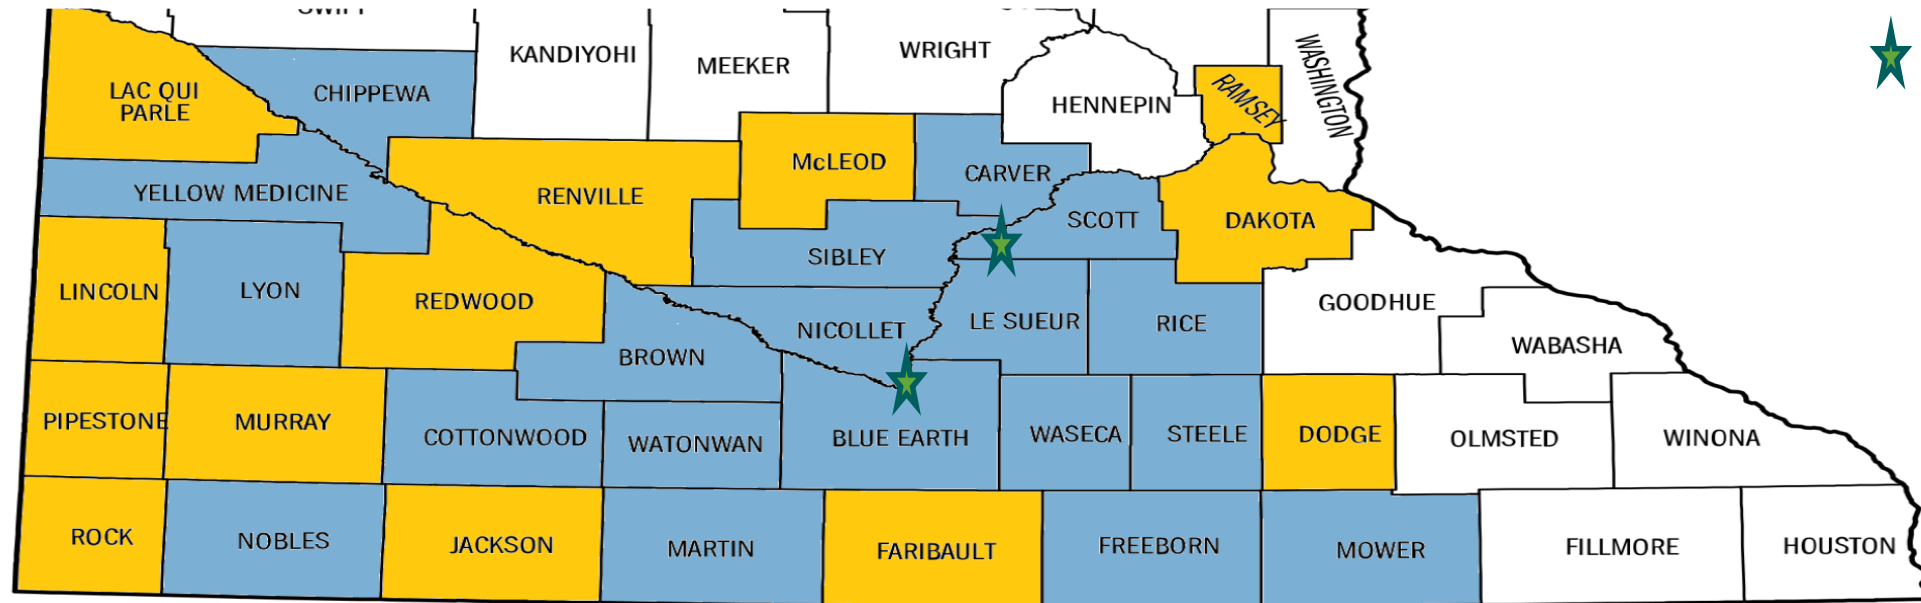 KANDIYOHI
MEEKER
WRIGHT
WASHINGTON
LAC QUI
PARLE
CHIPPEWA
HENNEPIN
RAMSEY
McLEOD
CARVER
YELLOW MEDICINE
RENVILLE
SCOTT
DAKOTA
SIBLEY
LINCOLN
LYON
REDWOOD
GOODHUE
NICOLLET
LE SUEUR
RICE
BROWN
WABASHA
PIPESTONE
MURRAY
COTTONWOOD
WATONWAN
BLUE EARTH
WASECA
STEELE
DODGE
OLMSTED
WINONA
ROCK
NOBLES
JACKSON
MARTIN
FARIBAULT
FREEBORN
MOWER
FILLMORE
HOUSTON